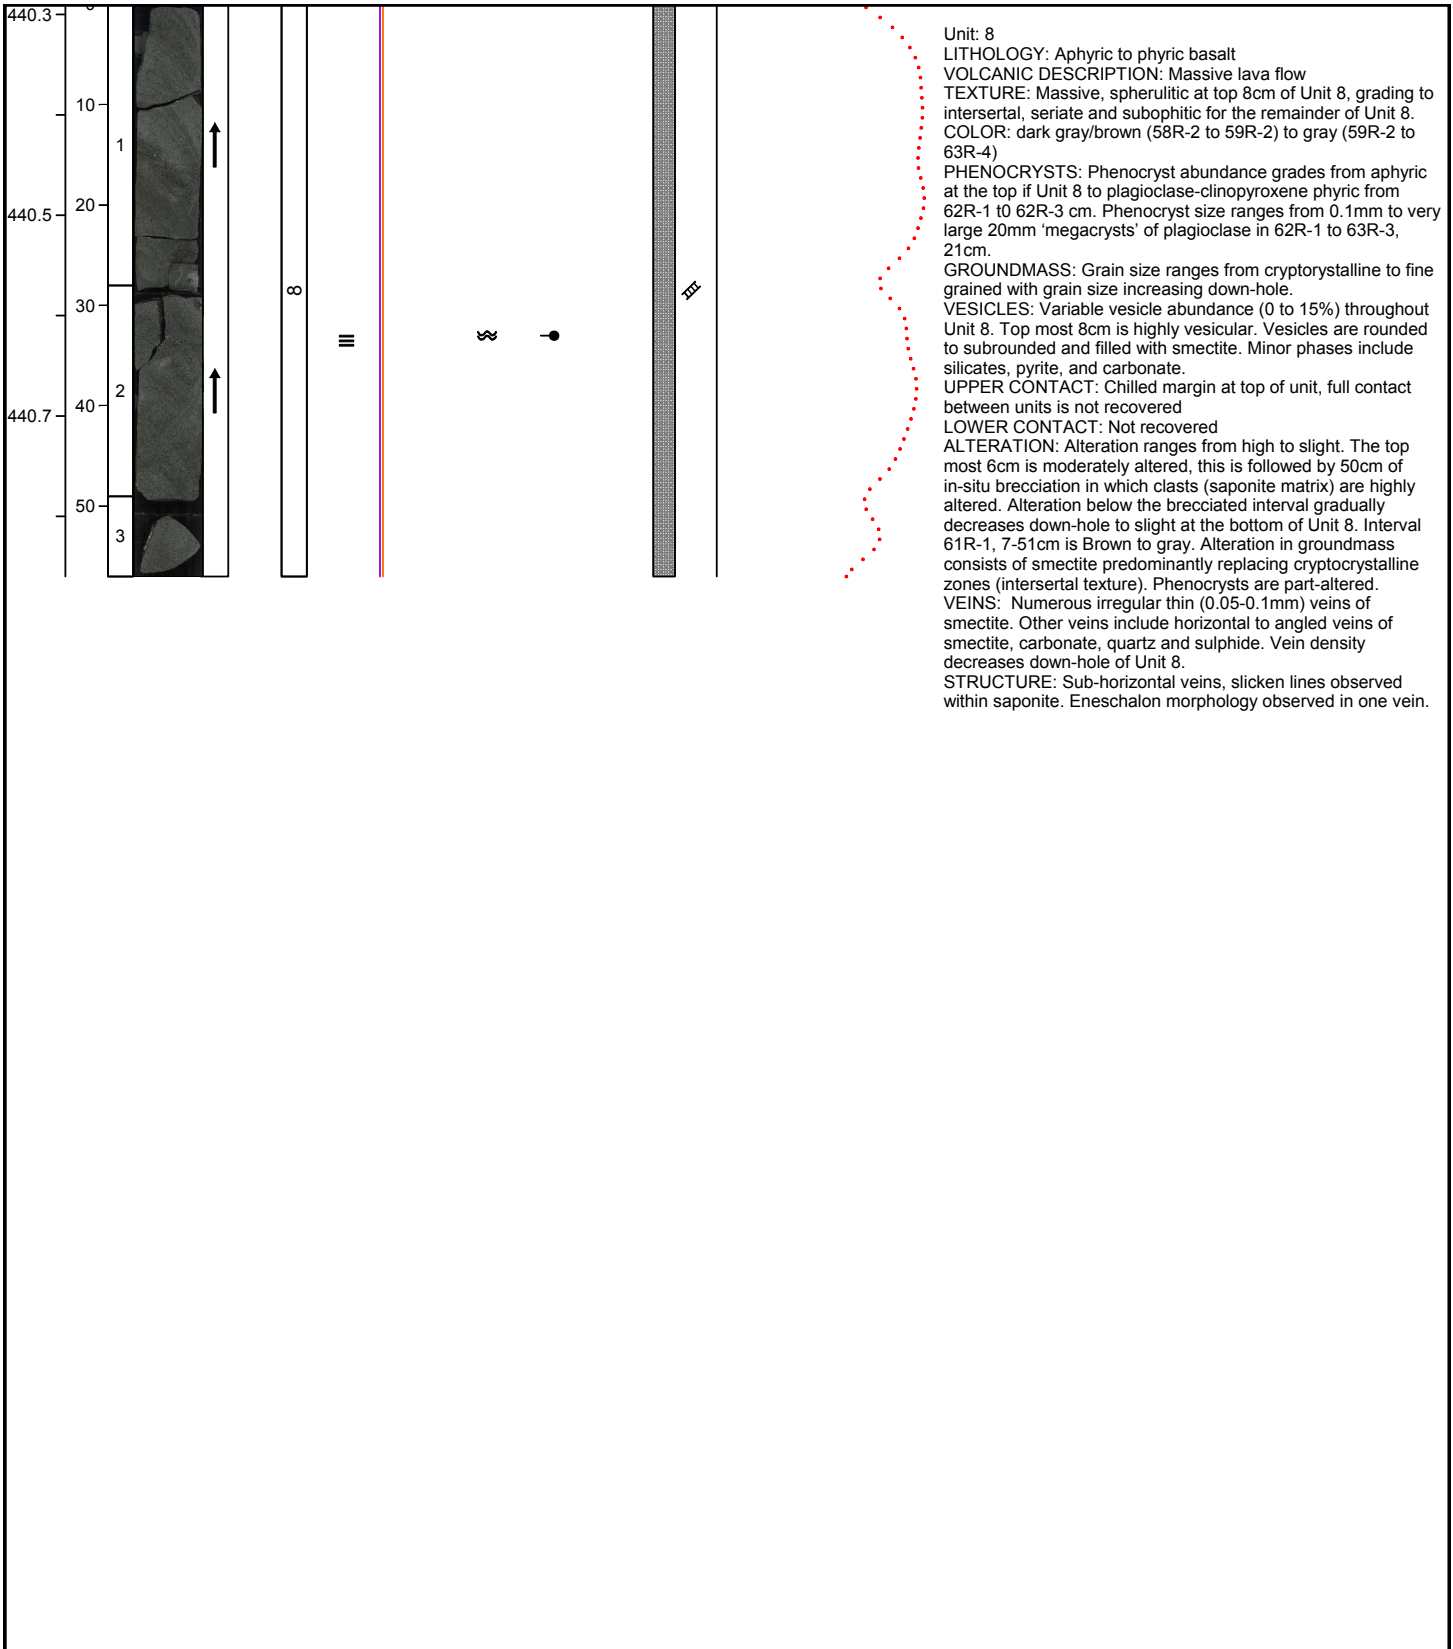 440.3
440.5
440.7
0
10
20
30
40
50
1
2
3
8
Unit: 8
LITHOLOGY: Aphyric to phyric basalt
VOLCANIC DESCRIPTION: Massive lava flow
TEXTURE: Massive, spherulitic at top 8cm of Unit 8, grading to
intersertal, seriate and subophitic for the remainder of Unit 8.
COLOR: dark gray/brown (58R-2 to 59R-2) to gray (59R-2 to
63R-4)
PHENOCRYSTS: Phenocryst abundance grades from aphyric
at the top if Unit 8 to plagioclase-clinopyroxene phyric from
62R-1 t0 62R-3 cm. Phenocryst size ranges from 0.1mm to very
large 20mm ‘megacrysts’ of plagioclase in 62R-1 to 63R-3,
21cm.
GROUNDMASS: Grain size ranges from cryptorystalline to fine
grained with grain size increasing down-hole.
VESICLES: Variable vesicle abundance (0 to 15%) throughout
Unit 8. Top most 8cm is highly vesicular. Vesicles are rounded
to subrounded and filled with smectite. Minor phases include
silicates, pyrite, and carbonate.
UPPER CONTACT: Chilled margin at top of unit, full contact
between units is not recovered
LOWER CONTACT: Not recovered
ALTERATION: Alteration ranges from high to slight. The top
most 6cm is moderately altered, this is followed by 50cm of
in-situ brecciation in which clasts (saponite matrix) are highly
altered. Alteration below the brecciated interval gradually
decreases down-hole to slight at the bottom of Unit 8. Interval
61R-1, 7-51cm is Brown to gray. Alteration in groundmass
consists of smectite predominantly replacing cryptocrystalline
zones (intersertal texture). Phenocrysts are part-altered.
VEINS:  Numerous irregular thin (0.05-0.1mm) veins of
smectite. Other veins include horizontal to angled veins of
smectite, carbonate, quartz and sulphide. Vein density
decreases down-hole of Unit 8.
STRUCTURE: Sub-horizontal veins, slicken lines observed
within saponite. Eneschalon morphology observed in one vein.